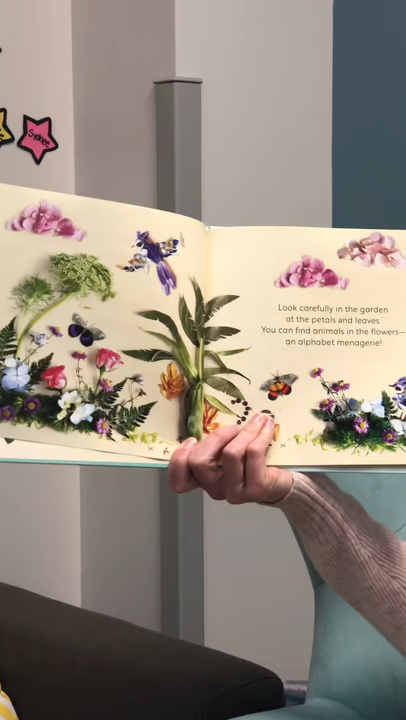 Sydnee
Look carefully in the garden
at the petals and leaves
You can find animals in the flowers—
an alphabet menagerie!